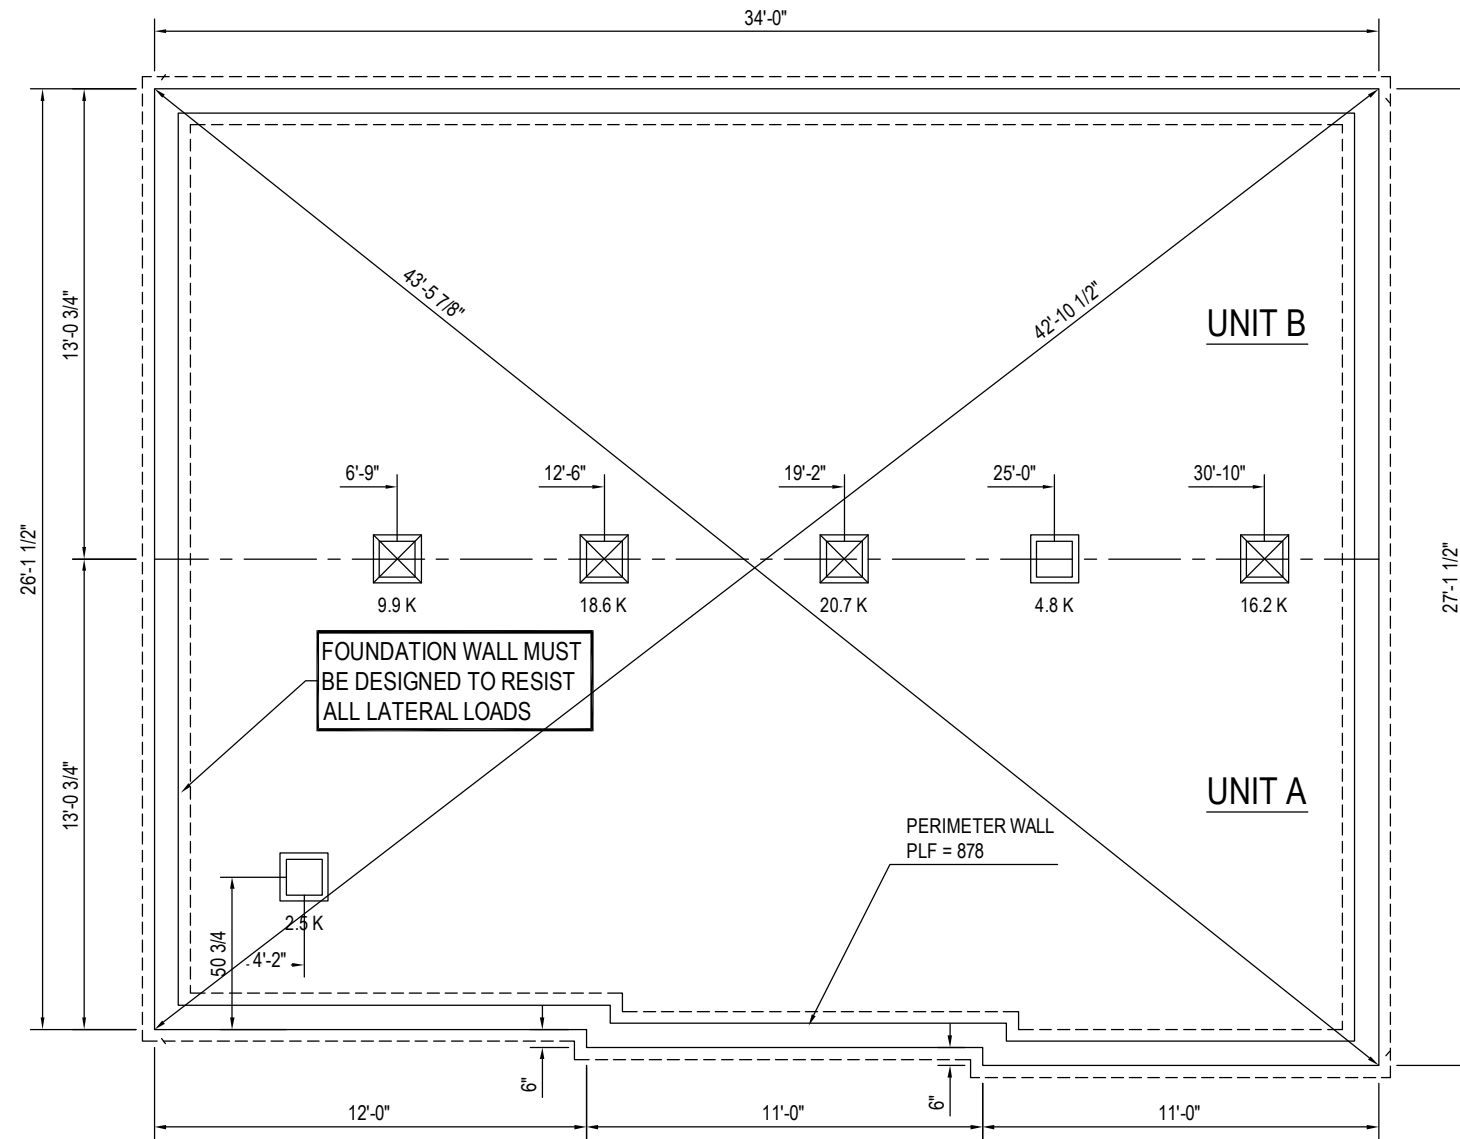 34'-0"
43'-5 7/8"
42'-10 1/2"
13'-0 3/4"
UNIT B
6'-9"
12'-6"
19'-2"
25'-0"
30'-10"
26'-1 1/2"
27'-1 1/2"
9.9 K
18.6 K
20.7 K
4.8 K
16.2 K
FOUNDATION WALL MUST
BE DESIGNED TO RESIST
ALL LATERAL LOADS
13'-0 3/4"
UNIT A
PERIMETER WALL
PLF = 878
2.5 K
50 3/4
4'-2"
6"
6"
12'-0"
11'-0"
11'-0"